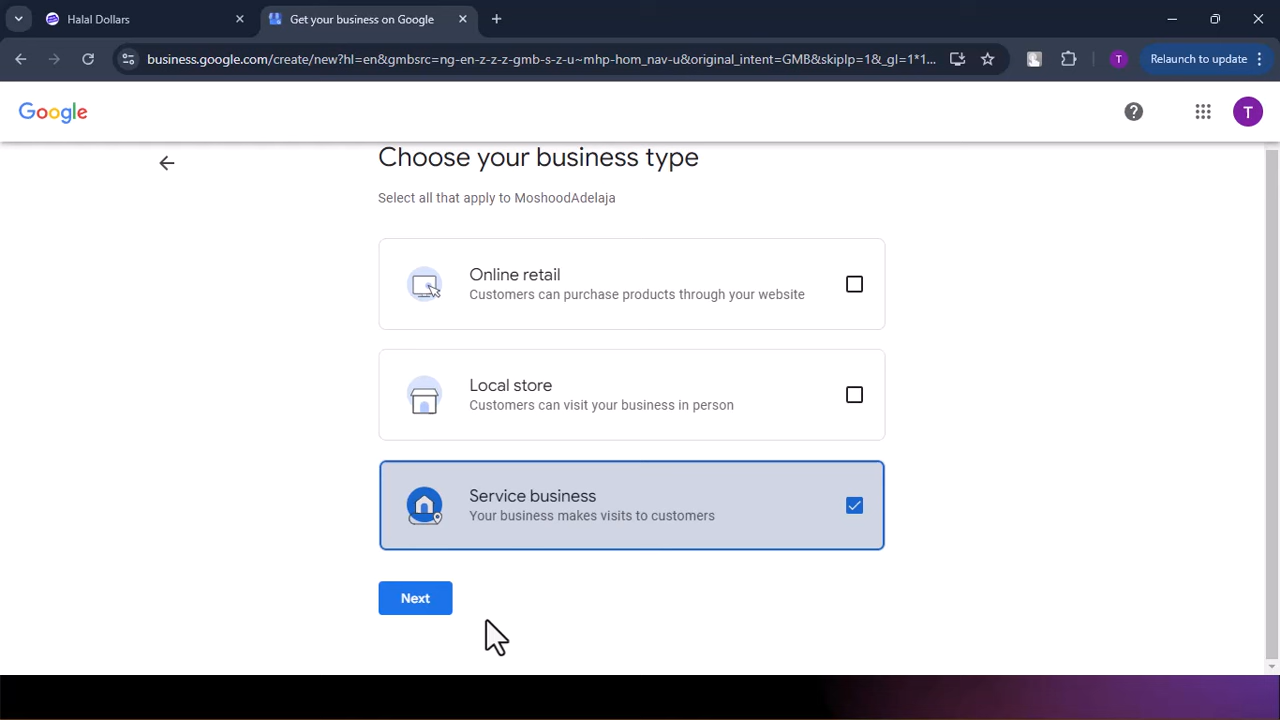 Halal Dollars
Get your business on Google
business.google.com/create/new?hl=en&gmbsrc=ng-en-z-z-z-gmb-s-z-u~mhp-hom_nav-u&original_intent=GMB&skiplp=1&_gl=1*1...
T
Relaunch to update
Google
T
Choose your business type
Select all that apply to MoshoodAdelaja
Online retail
Customers can purchase products through your website
Local store
Customers can visit your business in person
Service business
Your business makes visits to customers
Next